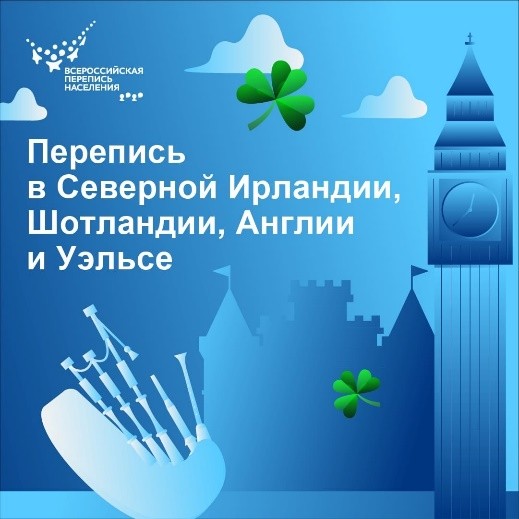 ВСЕРОССИЙСКАЯ
ПЕРЕПИСЬ
НАСЕЛЕНИЯ 2020
Перепись
в Северной Ирландии,
Шотландии, Англии
и Уэльсе